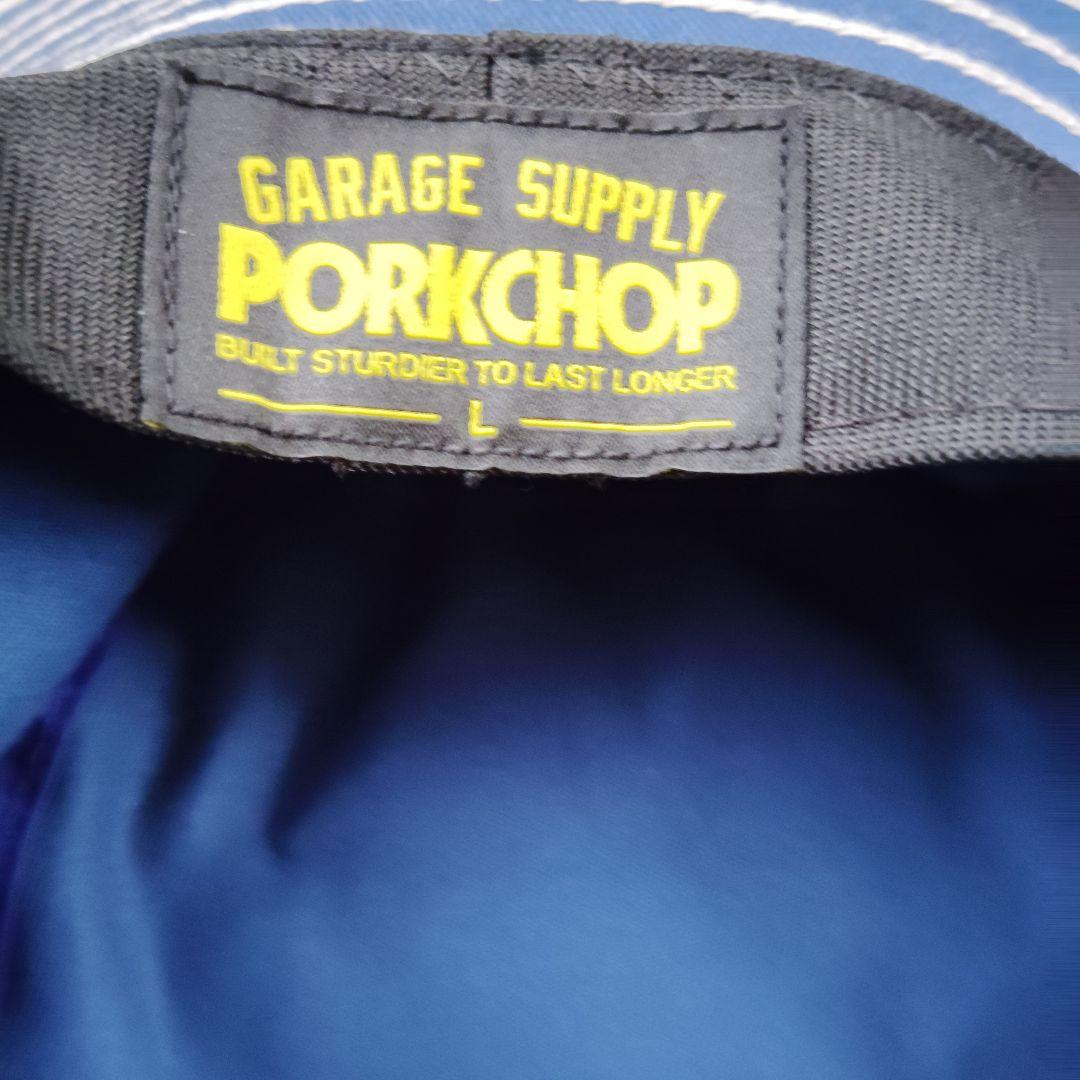 GARAGE SUPPLY
PORKCHOP
BUILT STURDIER TO LAST LONGER
L